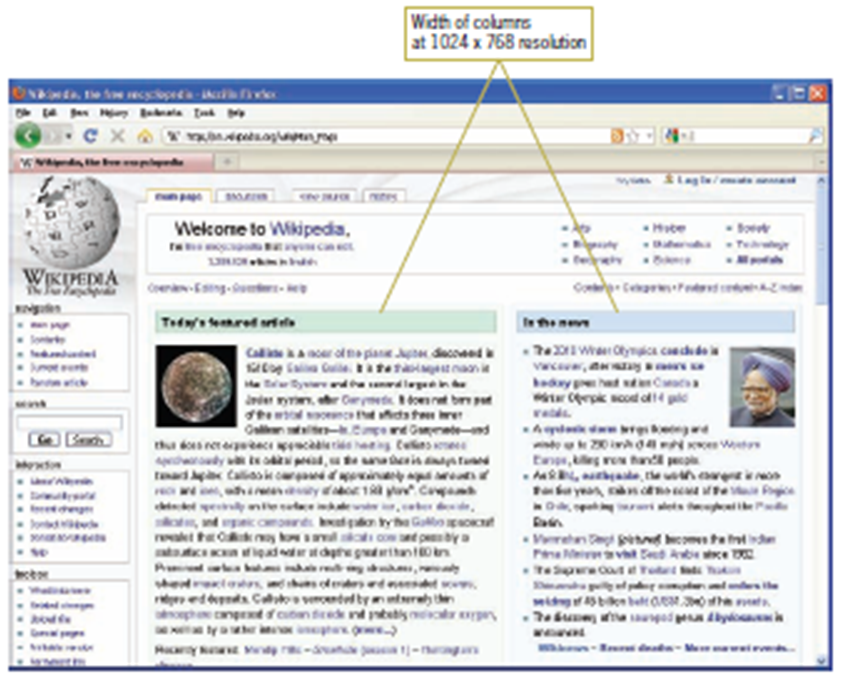 Width of columns
at 1024 x 768 resolution
Wikipedia, the free encyclopedia - Mozilla Firefox
File Edit View History Bookmarks Tools Help
Wikipedia, the free encyclopedia
Log in / create account
main page discussion view source history
Welcome to Wikipedia,
the free encyclopedia that anyone can edit.
articles in English
Arts
Biography
Geography
History
Mathematics
Science
Society
Technology
All portals
WIKIPEDIA
The Free Encyclopedia
Overview · Editing · Questions · Help
Contents · Categories · Featured content · A-Z index
navigation
Main page
Contents
Featured content
Current events
Random article
search
Go Search
interaction
About Wikipedia
Community portal
Recent changes
Contact Wikipedia
Donate to Wikipedia
Help
toolbox
What links here
Related changes
Upload file
Special pages
Printable version
Permanent link
Today's featured article
Callisto is a moon of the planet Jupiter, discovered in
1610 by Galileo Galilei. It is the third-largest moon in
the Solar System and the second largest in the
Jovian system, after Ganymede. It does not form part
of the orbital resonance that affects three inner
Galilean satellites—Io, Europa and Ganymede—and
thus does not experience appreciable tidal heating. Callisto rotates
synchronously with its orbital period, so the same face is always turned
toward Jupiter. Callisto is composed of approximately equal amounts of
rock and ices, with a mean density of about 1.83 g/cm³. Compounds
detected spectrally on the surface include water ice, carbon dioxide,
silicates, and organic compounds. Investigation by the Galileo spacecraft
revealed that Callisto may have a small silicate core and possibly a
subsurface ocean of liquid water at depths greater than 100 km.
Prominent surface features include multi-ring structures, variously
shaped impact craters, and chains of craters and associated scarps,
ridges and deposits. Callisto is surrounded by an extremely thin
atmosphere composed of carbon dioxide and probably molecular oxygen,
as well as by a rather intense ionosphere. (more...)
Recently featured:
In the news
The 2010 Winter Olympics conclude in
Vancouver, after victory in men's ice
hockey gives host nation Canada a
Winter Olympic record of 14 gold
medals.
A cyclonic storm brings flooding and
winds up to across Western
Europe, killing more than 50 people.
An 8.8 earthquake, the world's strongest in more
than five years, strikes off the coast of the Maule Region
in Chile, sparking tsunami alerts throughout the Pacific
Basin.
Manmohan Singh (pictured) becomes the first Indian
Prime Minister to visit Saudi Arabia since 1982.
The Supreme Court of Thailand finds Thaksin
Shinawatra guilty of policy corruption and orders the
seizing of 46 billion baht of his assets.
The discovery of the sauropod genus Abydosaurus is
announced.
Wikinews – Recent deaths – More current events...